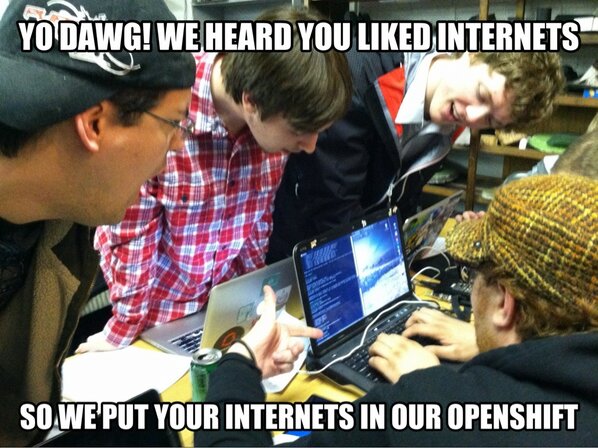 YO DAWG! WE HEARD YOU LIKED INTERNETS
SO WE PUT YOUR INTERNETS IN OUR OPENSHIFT